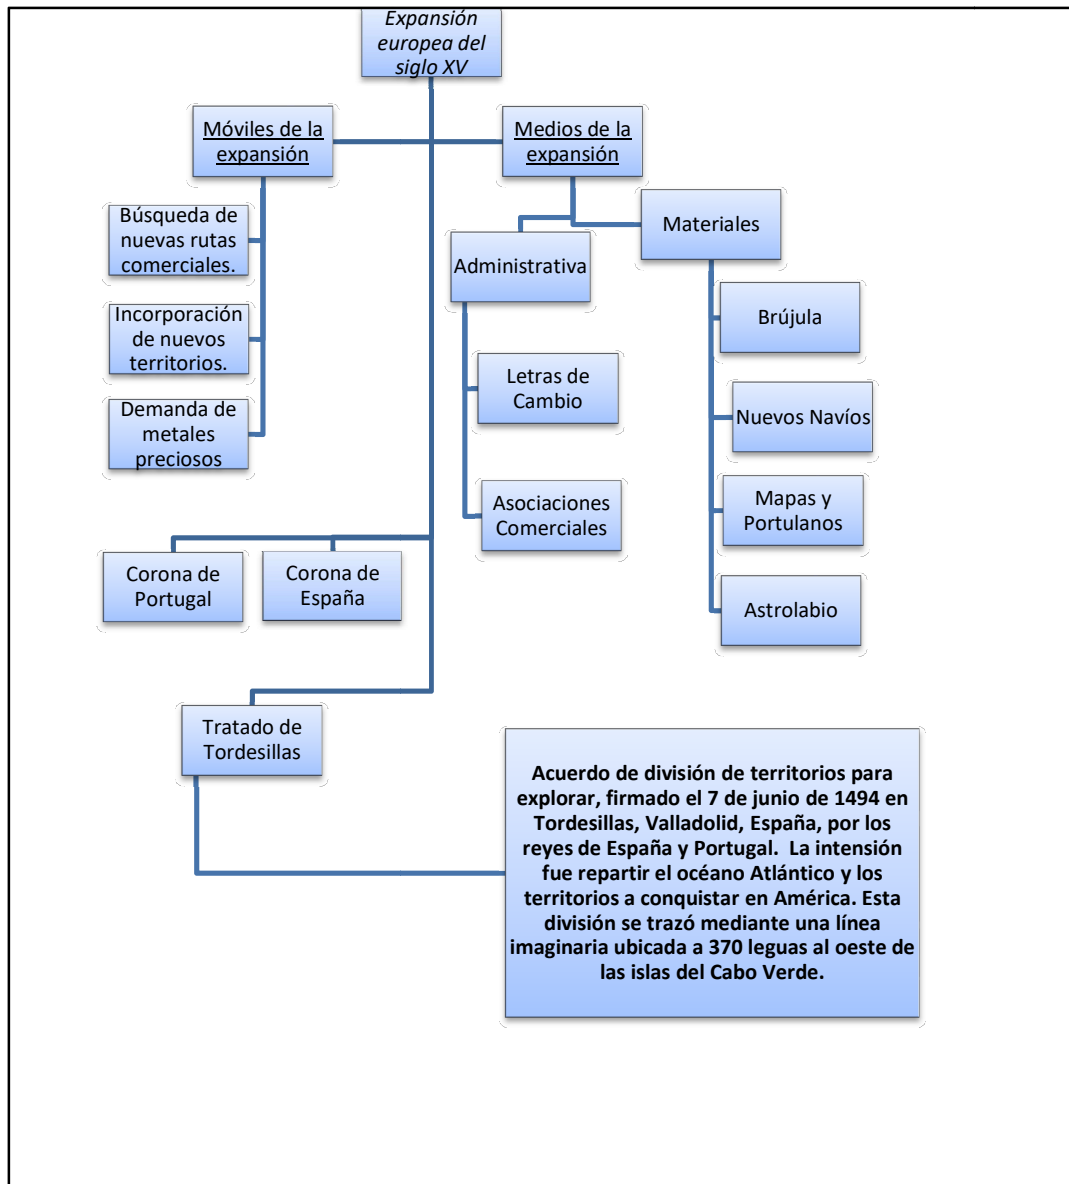 Expansión
europea del
siglo XV
Móviles de la
expansión
Medios de la
expansión
Búsqueda de
nuevas rutas
comerciales.
Incorporación
de nuevos
territorios.
Demanda de
metales
preciosos
Administrativa
Materiales
Letras de
Cambio
Asociaciones
Comerciales
Brújula
Nuevos Navíos
Mapas y
Portulanos
Astrolabio
Corona de
Portugal
Corona de
España
Tratado de
Tordesillas
Acuerdo de división de territorios para
explorar, firmado el 7 de junio de 1494 en
Tordesillas, Valladolid, España, por los
reyes de España y Portugal.  La intensión
fue repartir el océano Atlántico y los
territorios a conquistar en América. Esta
división se trazó mediante una línea
imaginaria ubicada a 370 leguas al oeste de
las islas del Cabo Verde.